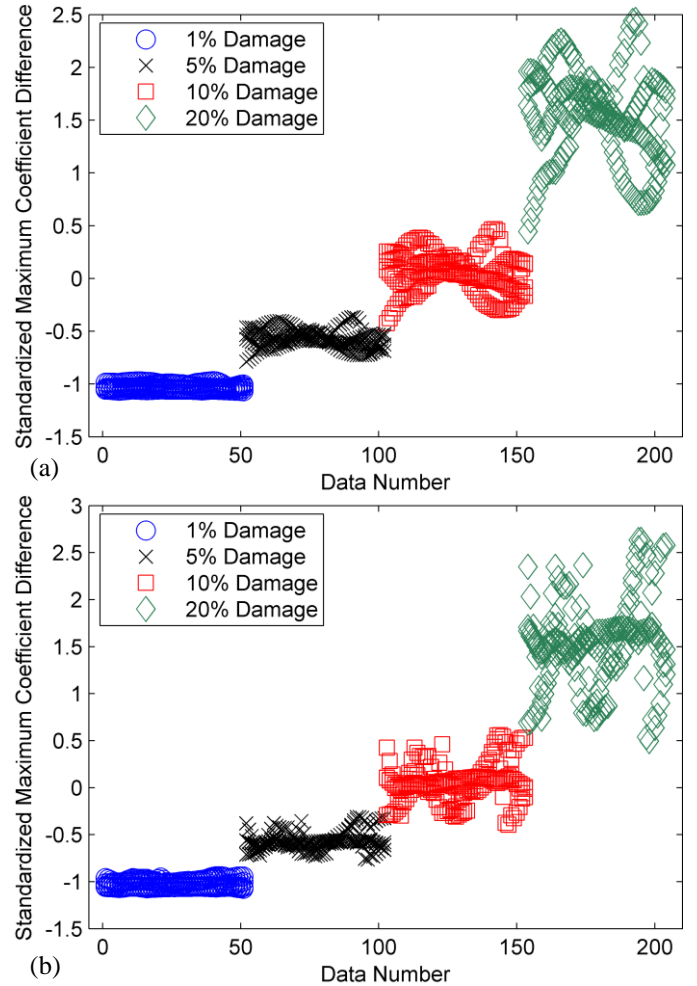 2.5
2
1.5
1
0.5
0
-0.5
-1
-1.5
Standardized Maximum Coefficient Difference
1% Damage
5% Damage
10% Damage
20% Damage
0 50 100 150 200
Data Number
(a)
3
2.5
2
1.5
1
0.5
0
-0.5
-1
-1.5
Standardized Maximum Coefficient Difference
1% Damage
5% Damage
10% Damage
20% Damage
0 50 100 150 200
Data Number
(b)